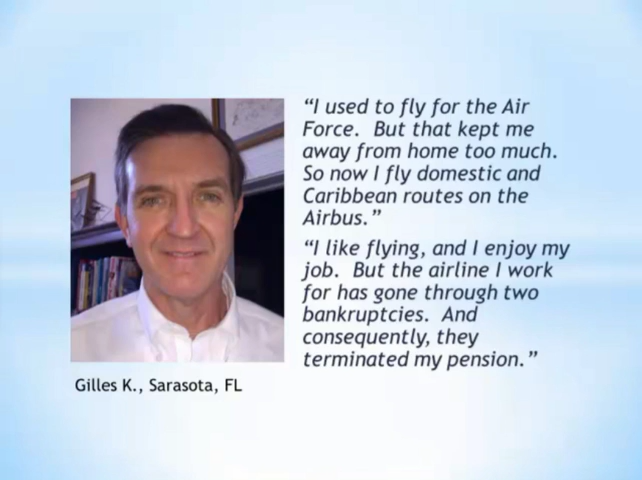 “I used to fly for the Air
Force.  But that kept me
away from home too much.
So now I fly domestic and
Caribbean routes on the
Airbus.”
“I like flying, and I enjoy my
job.  But the airline I work
for has gone through two
bankruptcies.  And
consequently, they
terminated my pension.”
Gilles K., Sarasota, FL